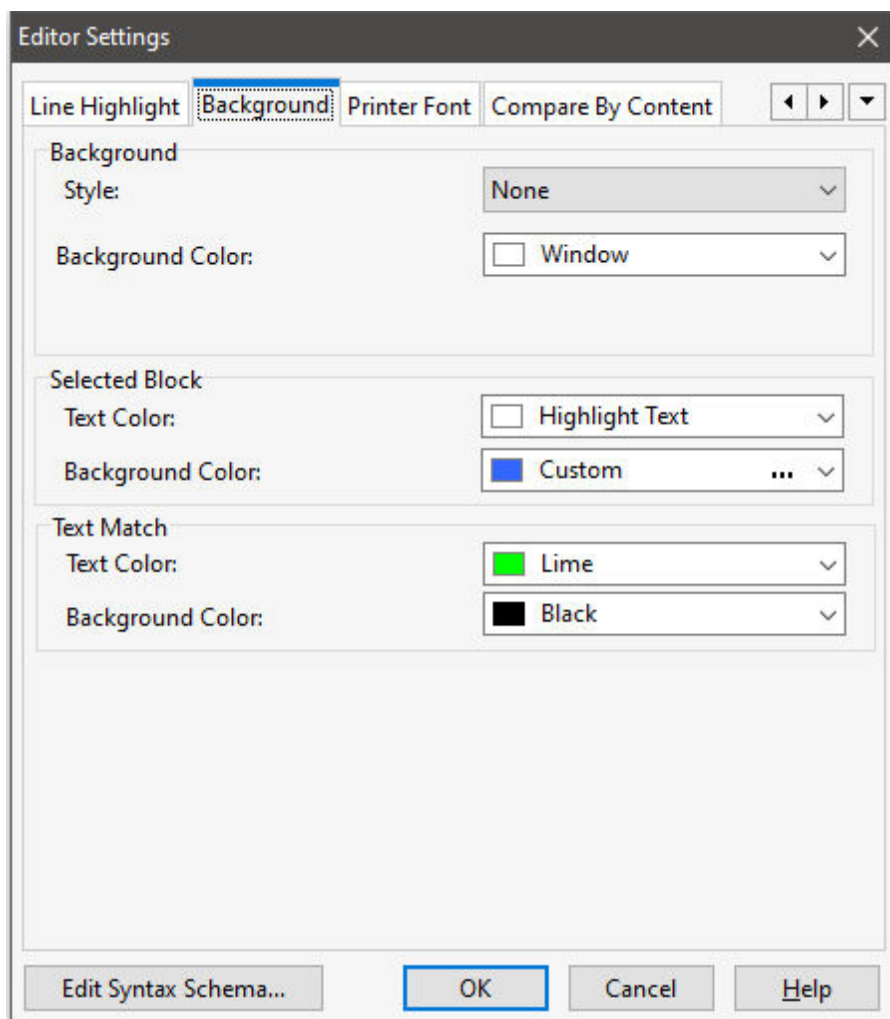 Editor Settings
Line Highlight Background Printer Font Compare By Content
Background
Style: None
Background Color: Window
Selected Block
Text Color: Highlight Text
Background Color: Custom ...
Text Match
Text Color: Lime
Background Color: Black
Edit Syntax Schema... OK Cancel Help